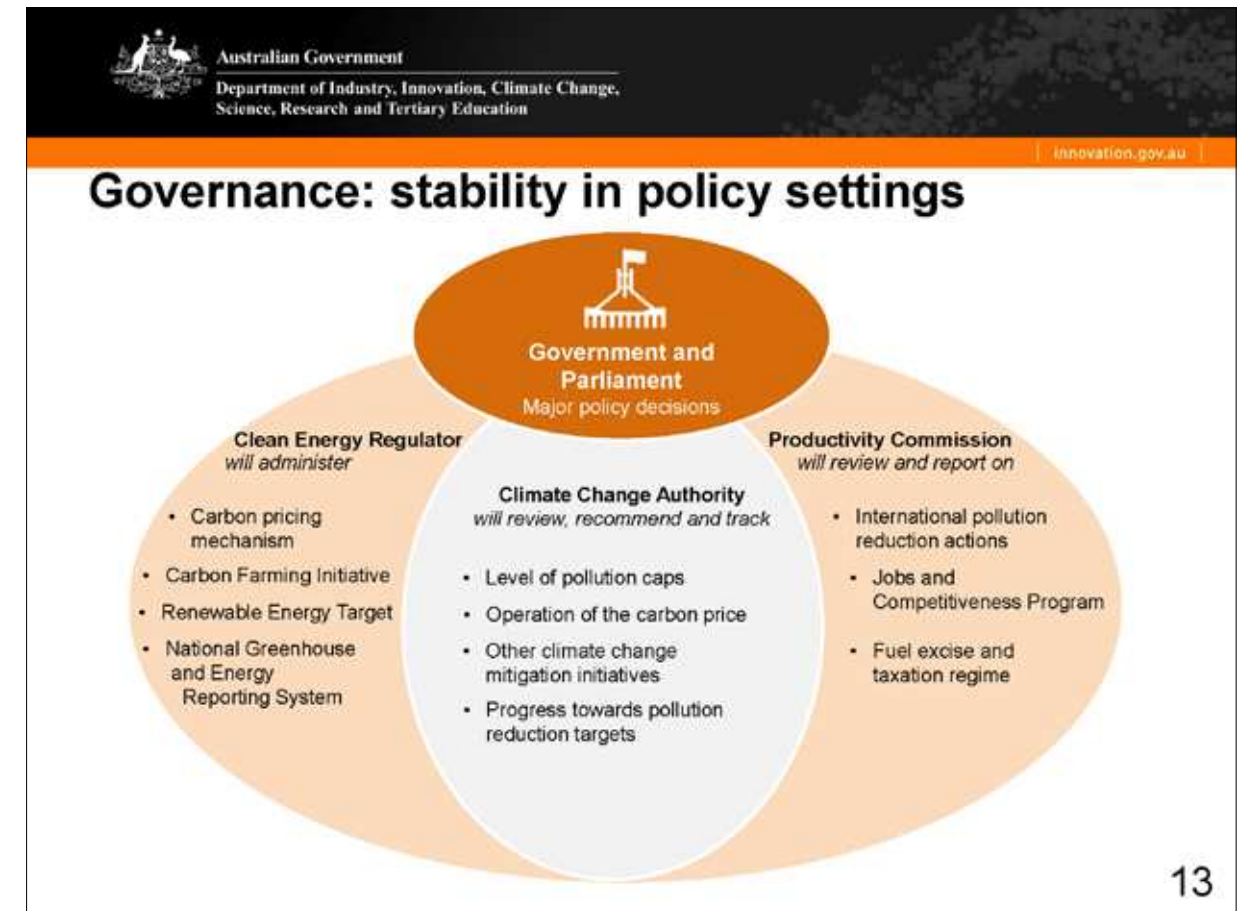 Australian Government
Department of Industry, Innovation, Climate Change,
Science, Research and Tertiary Education
innovation.gov.au
Governance: stability in policy settings
Government and
Parliament
Major policy decisions
Clean Energy Regulator
will administer
• Carbon pricing
mechanism
• Carbon Farming Initiative
• Renewable Energy Target
• National Greenhouse
and Energy
Reporting System
Climate Change Authority
will review, recommend and track
• Level of pollution caps
• Operation of the carbon price
• Other climate change
mitigation initiatives
• Progress towards pollution
reduction targets
Productivity Commission
will review and report on
• International pollution
reduction actions
• Jobs and
Competitiveness Program
• Fuel excise and
taxation regime
13